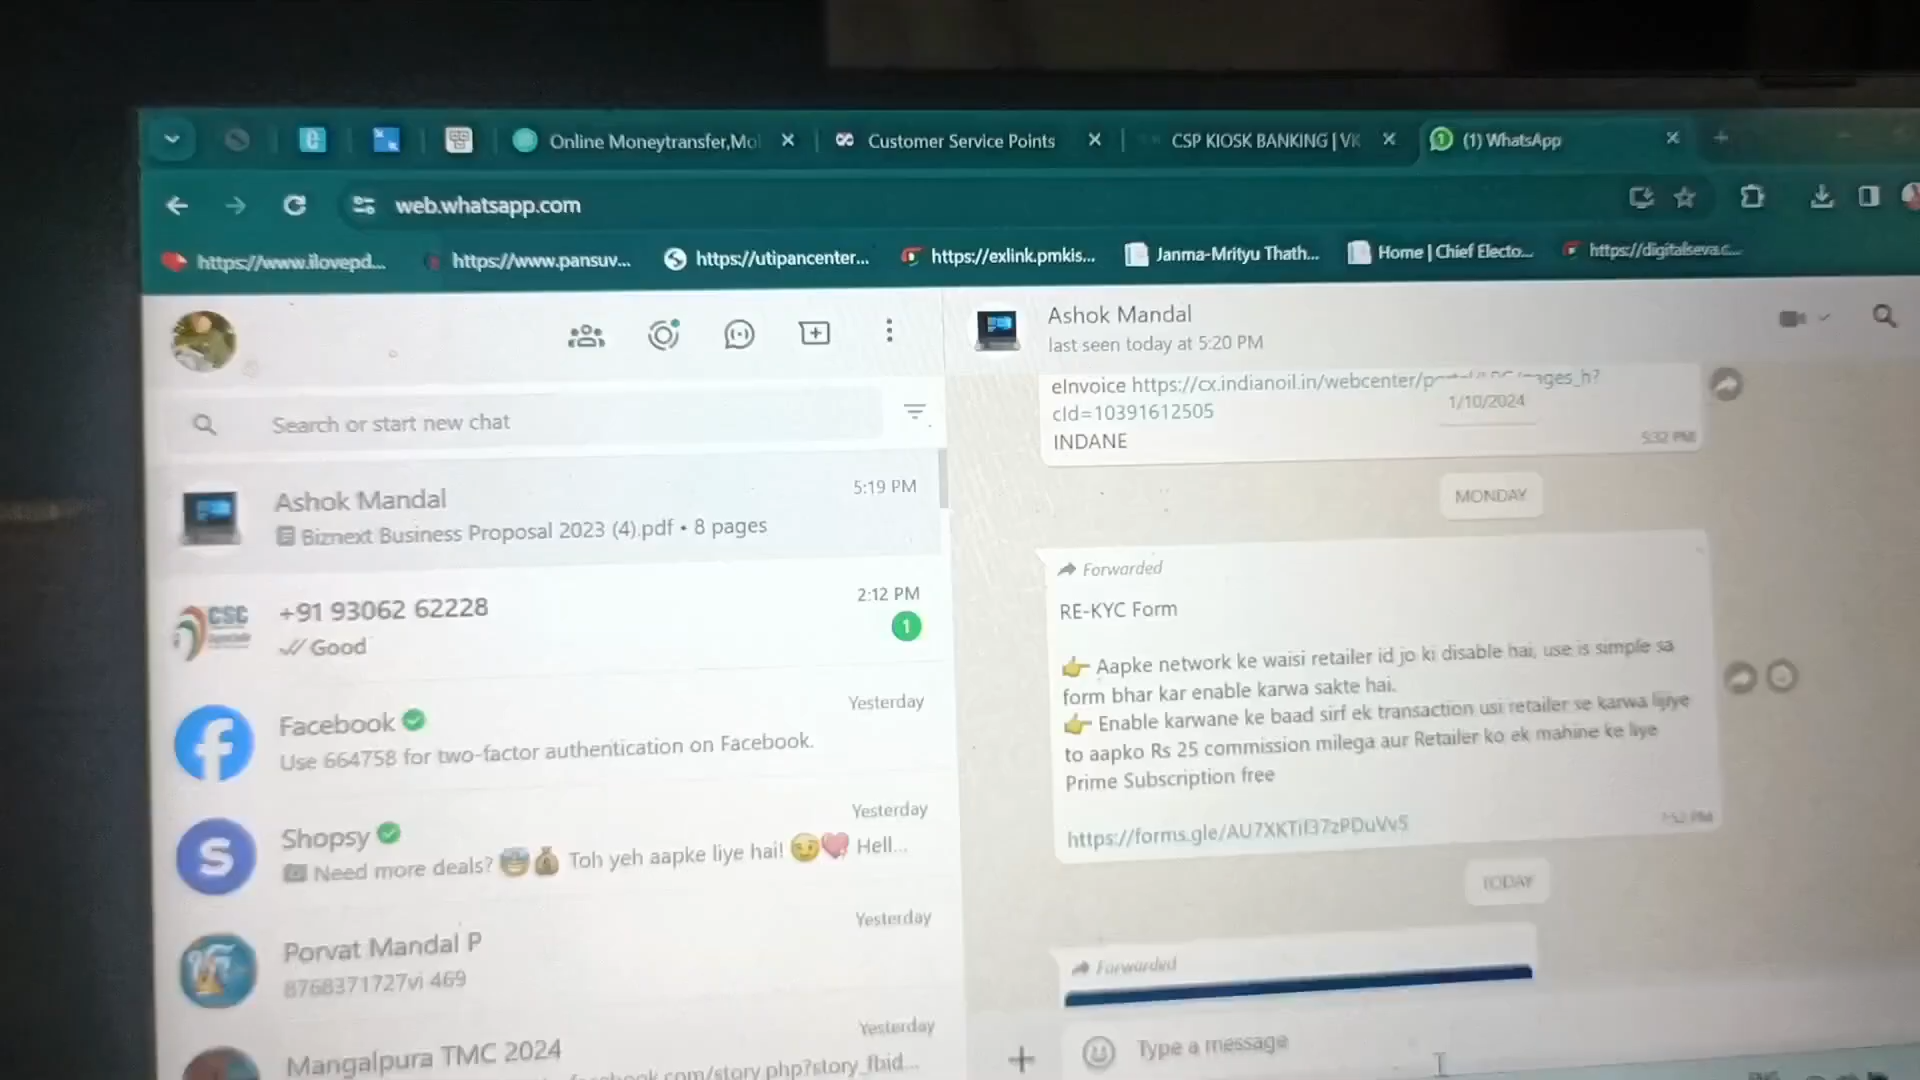 Online Moneytransfer,Mo
Customer Service Points
CSP KIOSK BANKING | VK
(1) WhatsApp
web.whatsapp.com
https://www.ilovepd...
https://www.pansuv...
https://utipancenter...
https://exlink.pmkis...
Janma-Mrityu Thath...
Home | Chief Electo...
https://digitalseva.c...
Search or start new chat
Ashok Mandal
5:19 PM
Biznext Business Proposal 2023 (4).pdf • 8 pages
CSC
+91 93062 62228
2:12 PM
Good
1
Facebook
Yesterday
Use 664758 for two-factor authentication on Facebook.
Shopsy
Yesterday
Need more deals? 🤠💰 Toh yeh aapke liye hai! 😉💖 Hell...
Porvat Mandal P
Yesterday
8768371727vi 469
Mangalpura TMC 2024
Yesterday
facebook.com/story.php?story_fbid...
Ashok Mandal
last seen today at 5:20 PM
eInvoice https://cx.indianoil.in/webcenter/
cId=10391612505
1/10/2024
INDANE
5:32 PM
MONDAY
Forwarded
RE-KYC Form
👉 Aapke network ke waisi retailer id jo ki disable hai, use is simple sa
form bhar kar enable karwa sakte hai.
👉 Enable karwane ke baad sirf ek transaction usi retailer se karwa lijiye
to aapko Rs 25 commission milega aur Retailer ko ek mahine ke liye
Prime Subscription free
https://forms.gle/AU7XKTif37zPDuVv5
TODAY
Forwarded
Type a message